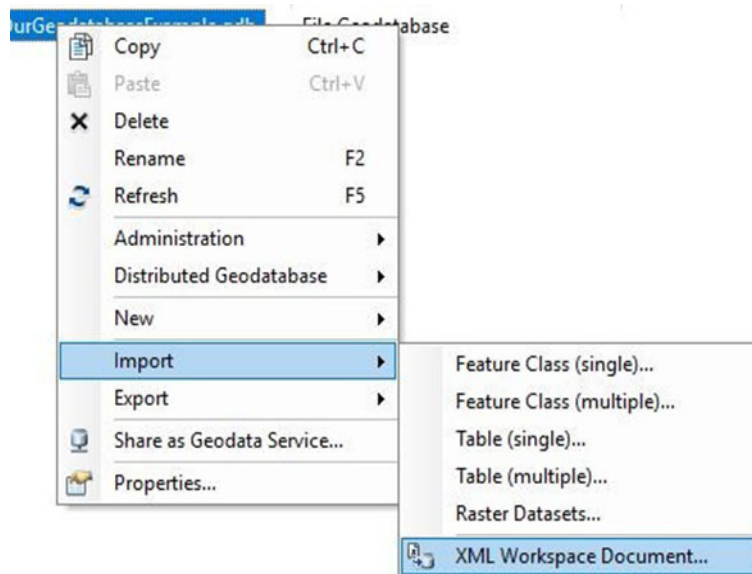 File Geodatabase
Copy Ctrl+C
Paste Ctrl+V
Delete
Rename F2
Refresh F5
Administration
Distributed Geodatabase
New
Import
Export
Share as Geodata Service...
Properties...
Feature Class (single)...
Feature Class (multiple)...
Table (single)...
Table (multiple)...
Raster Datasets...
XML Workspace Document...